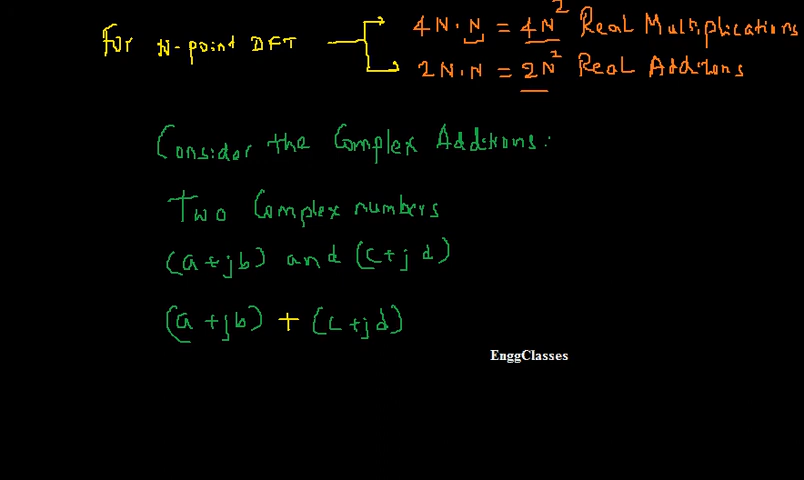 For N-point DFT
4N·N = 4N² Real Multiplications
2N·N = 2N² Real Additons
Consider the Complex Additions:
Two Complex numbers
(a+jb) and (c+jd)
(a+jb) + (c+jd)
EnggClasses